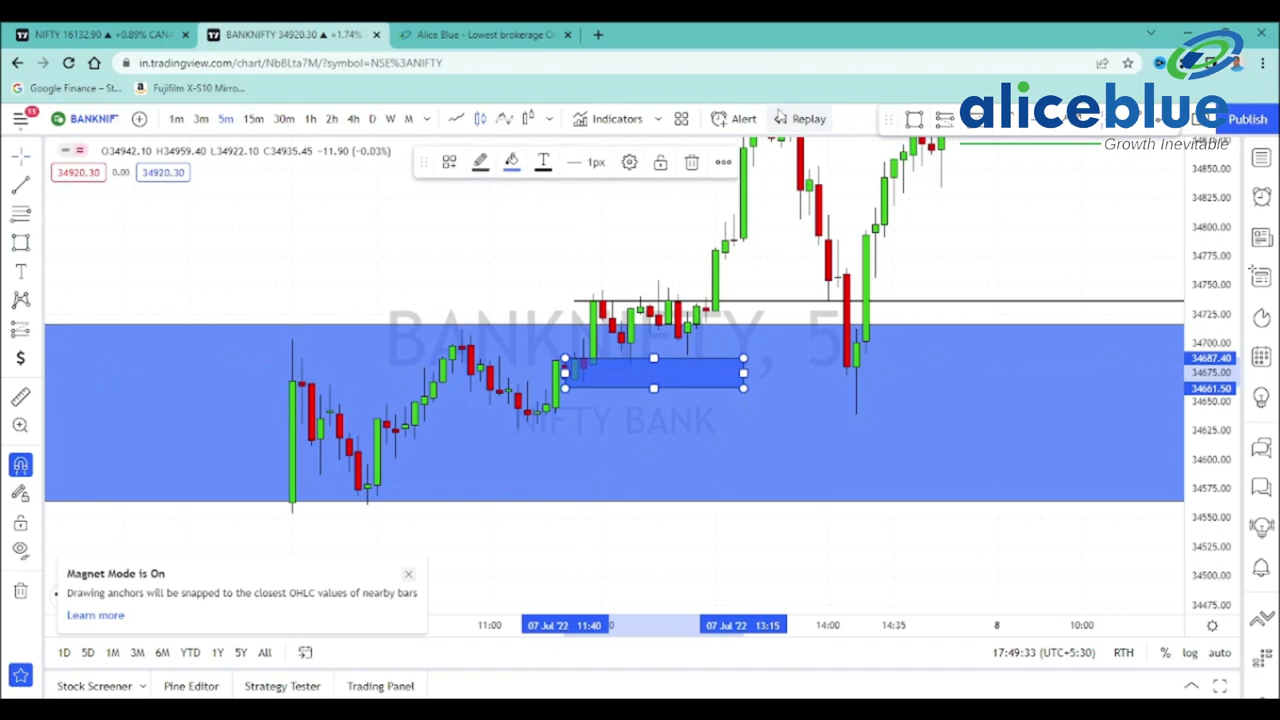 NIFTY 16132.90 ▲ +0.89% CANA
BANKNIFTY 34920.30 ▲ +1.74%
Alice Blue - Lowest brokerage O
in.tradingview.com/chart/NbBLta7M/?symbol=NSE%3ANIFTY
Google Finance – St...
Fujifilm X-S10 Mirro...
aliceblue
Growth Inevitable
11
BANKNIF
1m 3m 5m 15m 30m 1h 2h 4h D W M
Indicators
Alert
Replay
Publish
O34942.10 H34959.40 L34922.10 C34935.45 −11.90 (−0.03%)
34920.30 0.00 34920.30
T 1px
34850.00
34825.00
34800.00
34775.00
34750.00
34725.00
34700.00
34687.40
34675.00
34661.50
34650.00
34625.00
34600.00
34575.00
34550.00
34525.00
34500.00
34475.00
BANKNIFTY, 5
NIFTY BANK
Magnet Mode is On
Drawing anchors will be snapped to the closest OHLC values of nearby bars
Learn more
11:00 07 Jul '22 11:40 07 Jul '22 13:15 14:00 14:35 8 10:00
1D 5D 1M 3M 6M YTD 1Y 5Y All
17:49:33 (UTC+5:30) RTH % log auto
Stock Screener Pine Editor Strategy Tester Trading Panel